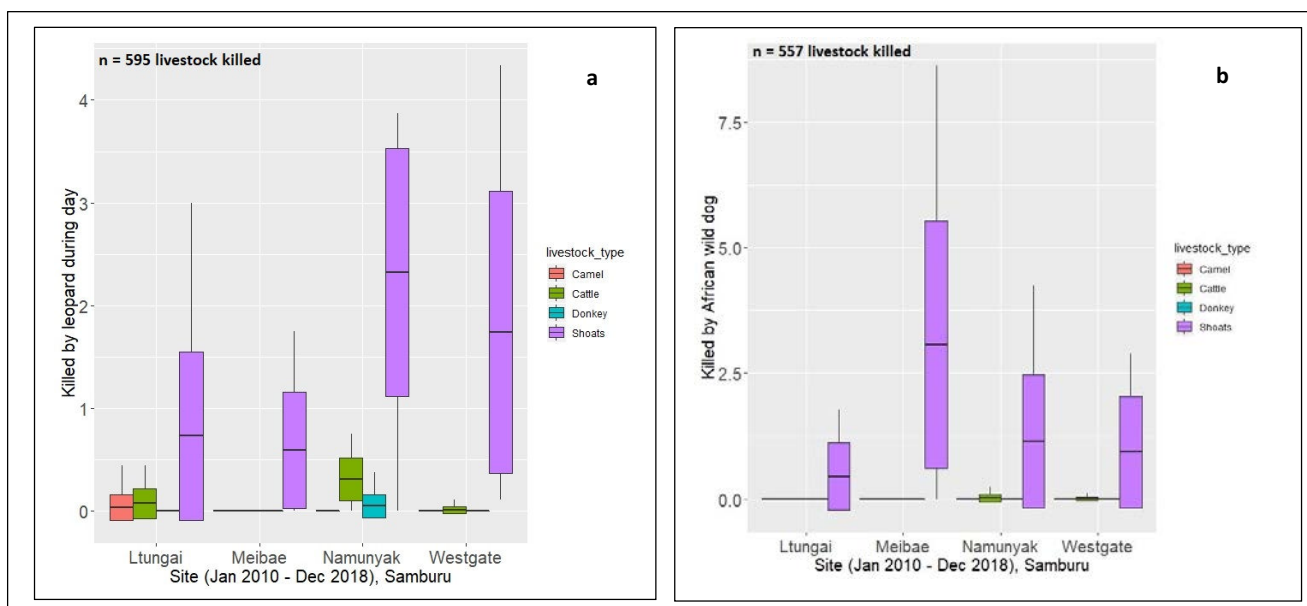 n = 595 livestock killed
a
4
3
2
1
0
Killed by leopard during day
Ltungai Meibae Namunyak Westgate
Site (Jan 2010 - Dec 2018), Samburu
livestock_type
Camel
Cattle
Donkey
Shoats
n = 557 livestock killed
b
7.5
5.0
2.5
0.0
Killed by African wild dog
Ltungai Meibae Namunyak Westgate
Site (Jan 2010 - Dec 2018), Samburu
livestock_type
Camel
Cattle
Donkey
Shoats